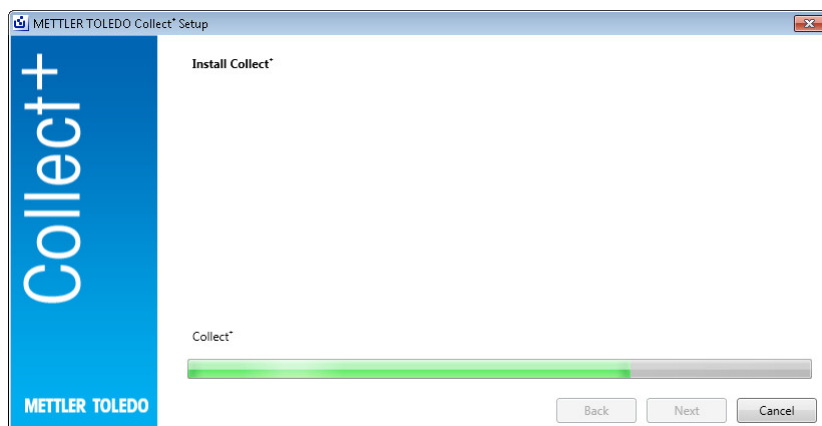 METTLER TOLEDO Collect⁺ Setup
Install Collect⁺
Collect+
Collect⁺
METTLER TOLEDO
Back
Next
Cancel